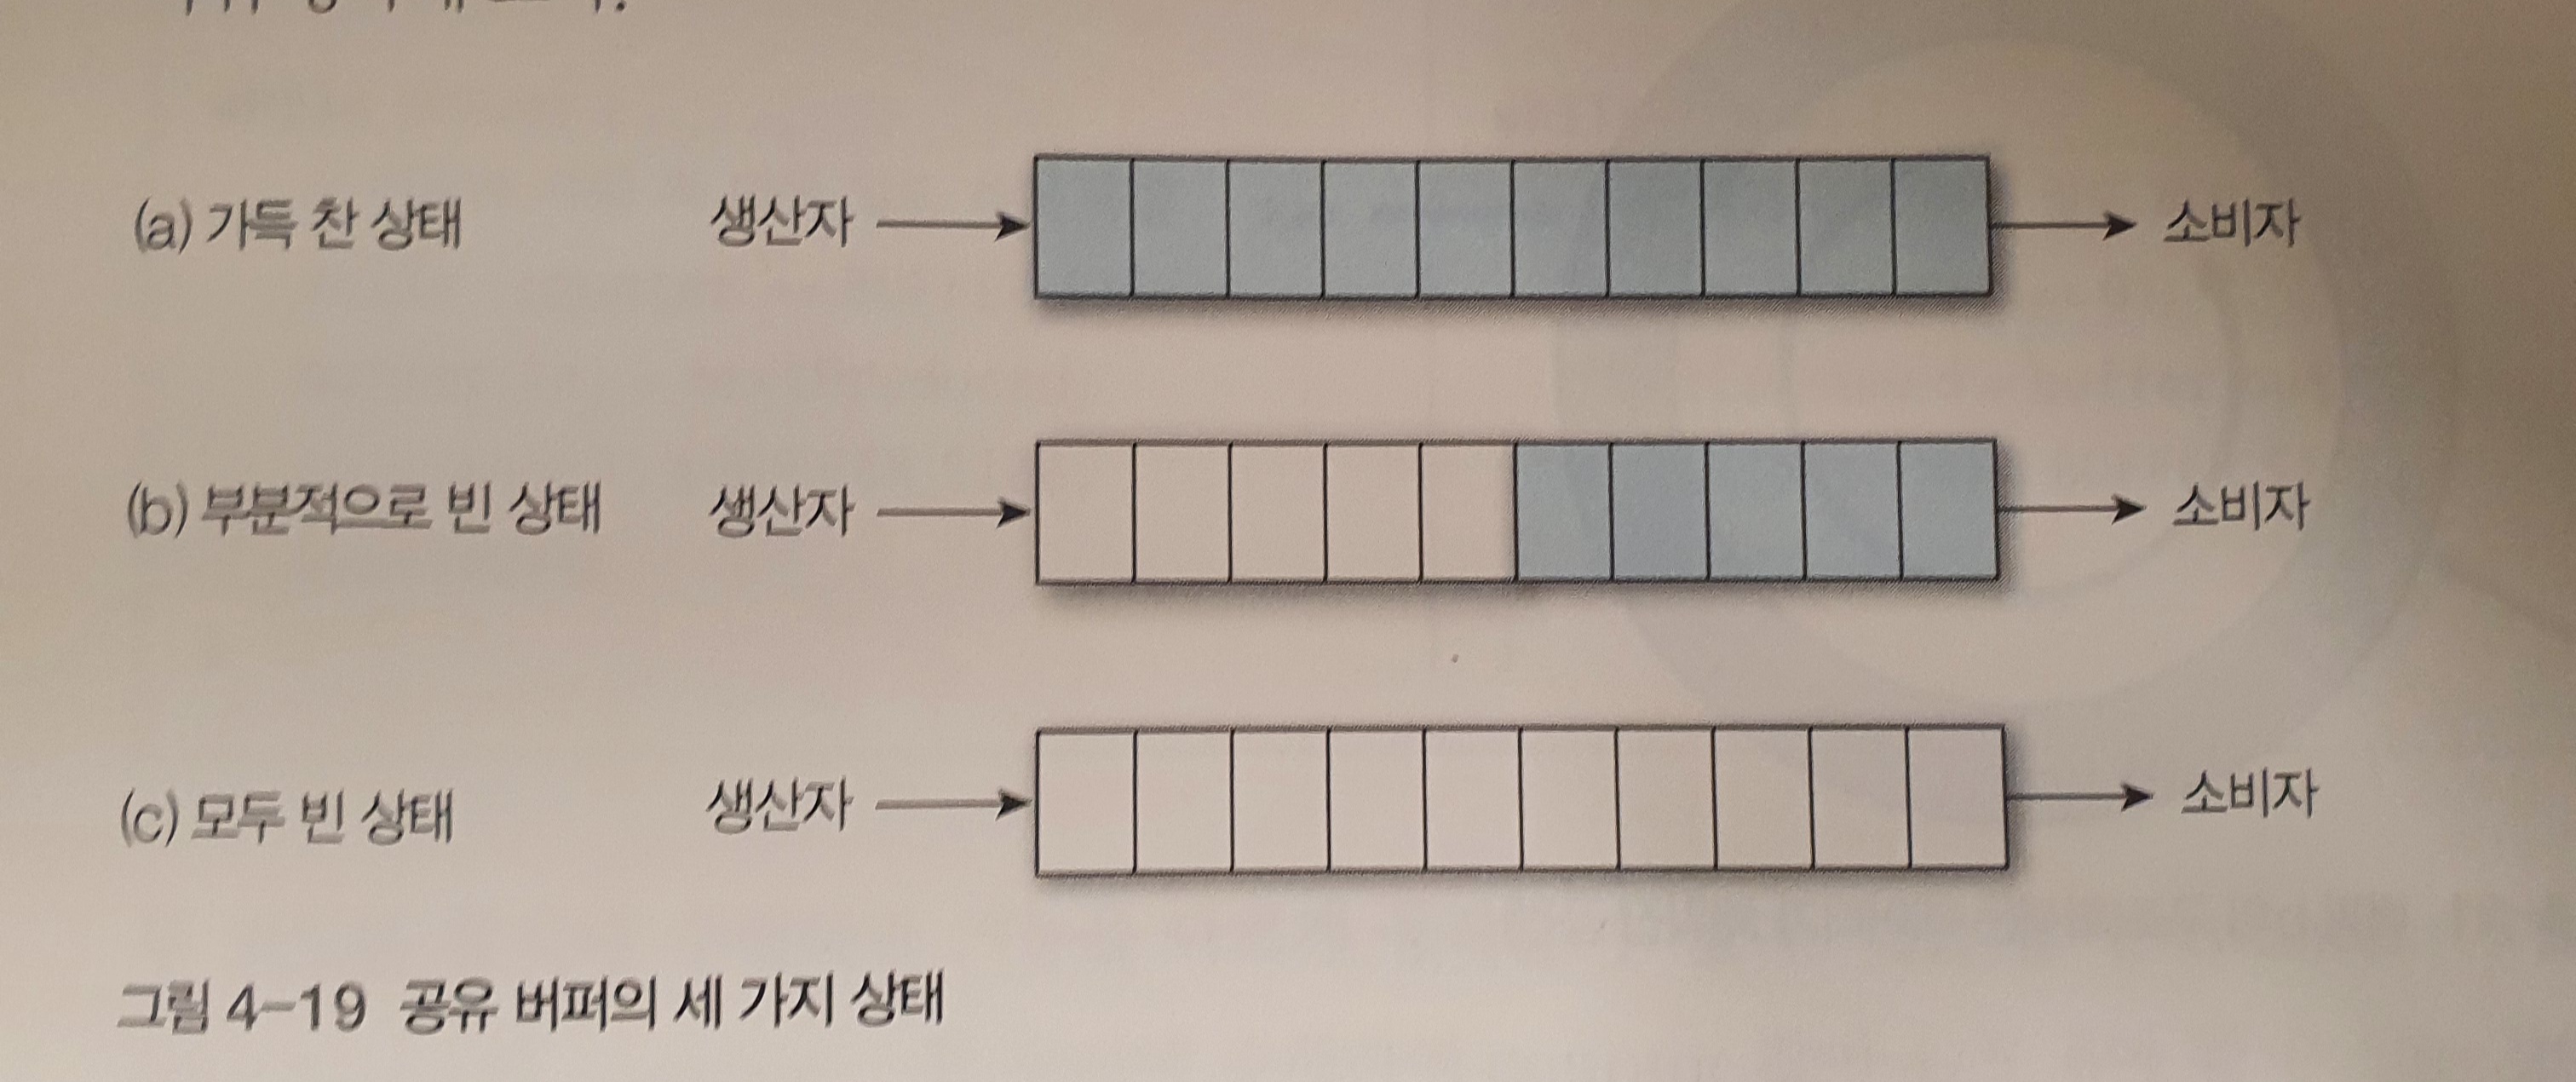 (a) 가득 찬 상태 생산자 소비자
(b) 부분적으로 빈 상태 생산자 소비자
(c) 모두 빈 상태 생산자 소비자
그림 4-19 공유 버퍼의 세 가지 상태